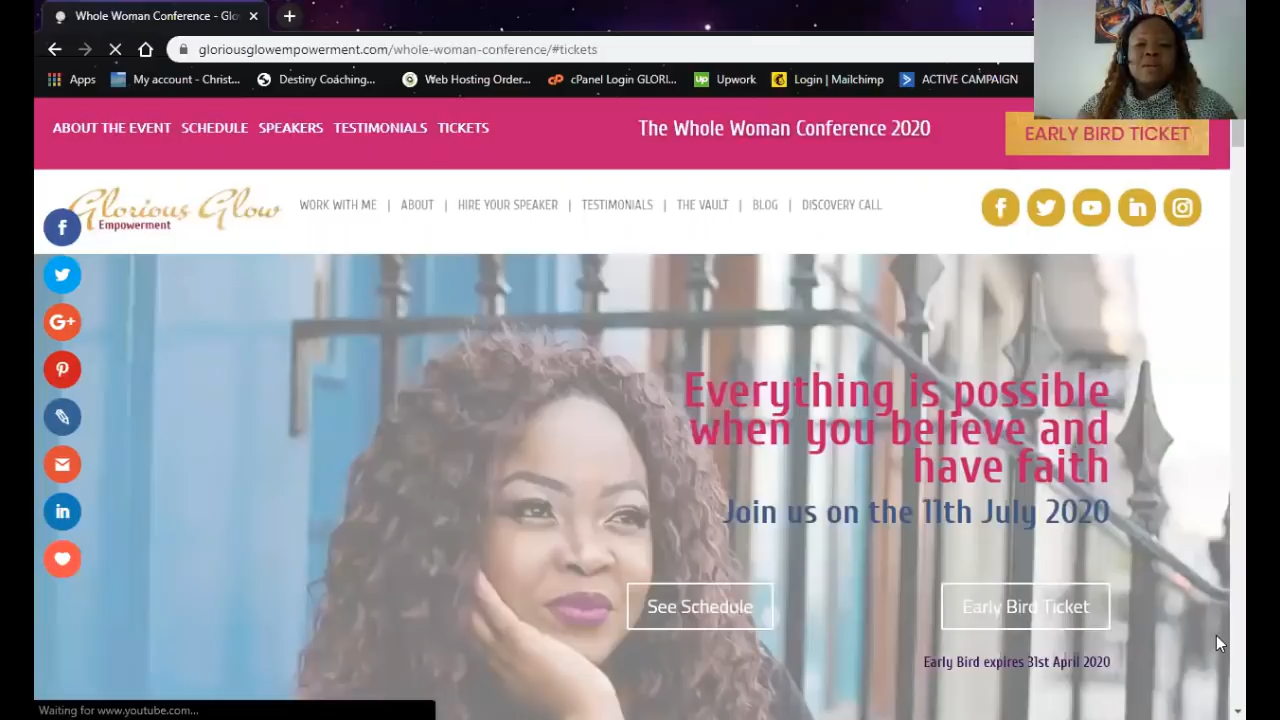 Whole Woman Conference - Glo
gloriousglowempowerment.com/whole-woman-conference/#tickets
Apps My account - Christ... Destiny Coaching,... Web Hosting Order... cPanel Login GLORI... Upwork Login | Mailchimp ACTIVE CAMPAIGN
ABOUT THE EVENT SCHEDULE SPEAKERS TESTIMONIALS TICKETS The Whole Woman Conference 2020 EARLY BIRD TICKET
Glorious Glow
Empowerment
WORK WITH ME | ABOUT | HIRE YOUR SPEAKER | TESTIMONIALS | THE VAULT | BLOG | DISCOVERY CALL
Everything is possible
when you believe and
have faith
Join us on the 11th July 2020
See Schedule Early Bird Ticket
Early Bird expires 31st April 2020
Waiting for www.youtube.com...